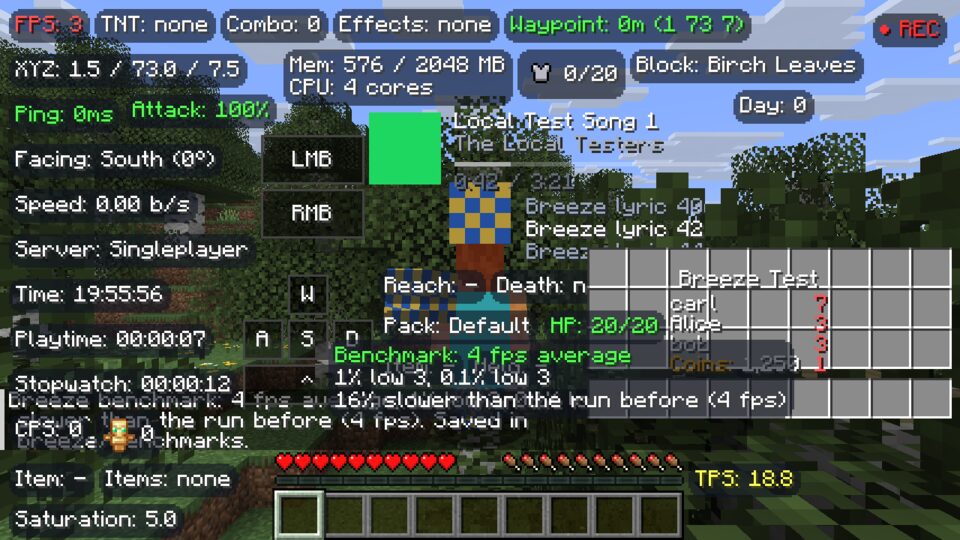 FPS: 3 TNT: none Combo: 0 Effects: none Waypoint: 0m (1 73 7) REC
XYZ: 1.5 / 73.0 / 7.5
Mem: 576 / 2048 MB
CPU: 4 cores
0/20
Block: Birch Leaves
Day: 0
Ping: 0ms Attack: 100%
Local Test Song 1
The Local Testers
0:42 / 3:21
Facing: South (0°)
LMB
RMB
Speed: 0.00 b/s
Breeze lyric 40
Breeze lyric 42
Breeze
Server: Singleplayer
Breeze Test
carl 7
Alice 3
bob 3
Coins: 1,250 1
Reach: - Death: n
Time: 19:55:56
W
A S D
Pack: Default HP: 20/20
Playtime: 00:00:07
Benchmark: 4 fps average
1% low 3, 0.1% low 3
16% slower than the run before (4 fps)
Stopwatch: 00:00:12
^
Breeze benchmark: 4 fps
the run before (4 fps). Saved in
CPS: 0
0
Item: - Items: none
TPS: 18.8
Saturation: 5.0